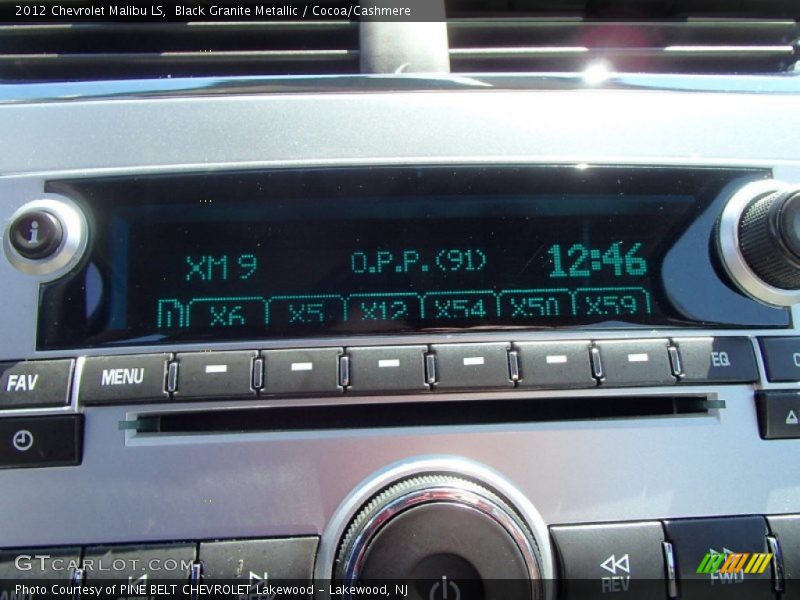 2012 Chevrolet Malibu LS, Black Granite Metallic / Cocoa/Cashmere
i
XM 9 O.P.P. (91) 12:46
X6 X5 X12 X54 X50 X59
FAV MENU EQ
REV FWD
GTCarLot.com
Photo Courtesy of PINE BELT CHEVROLET Lakewood - Lakewood, NJ